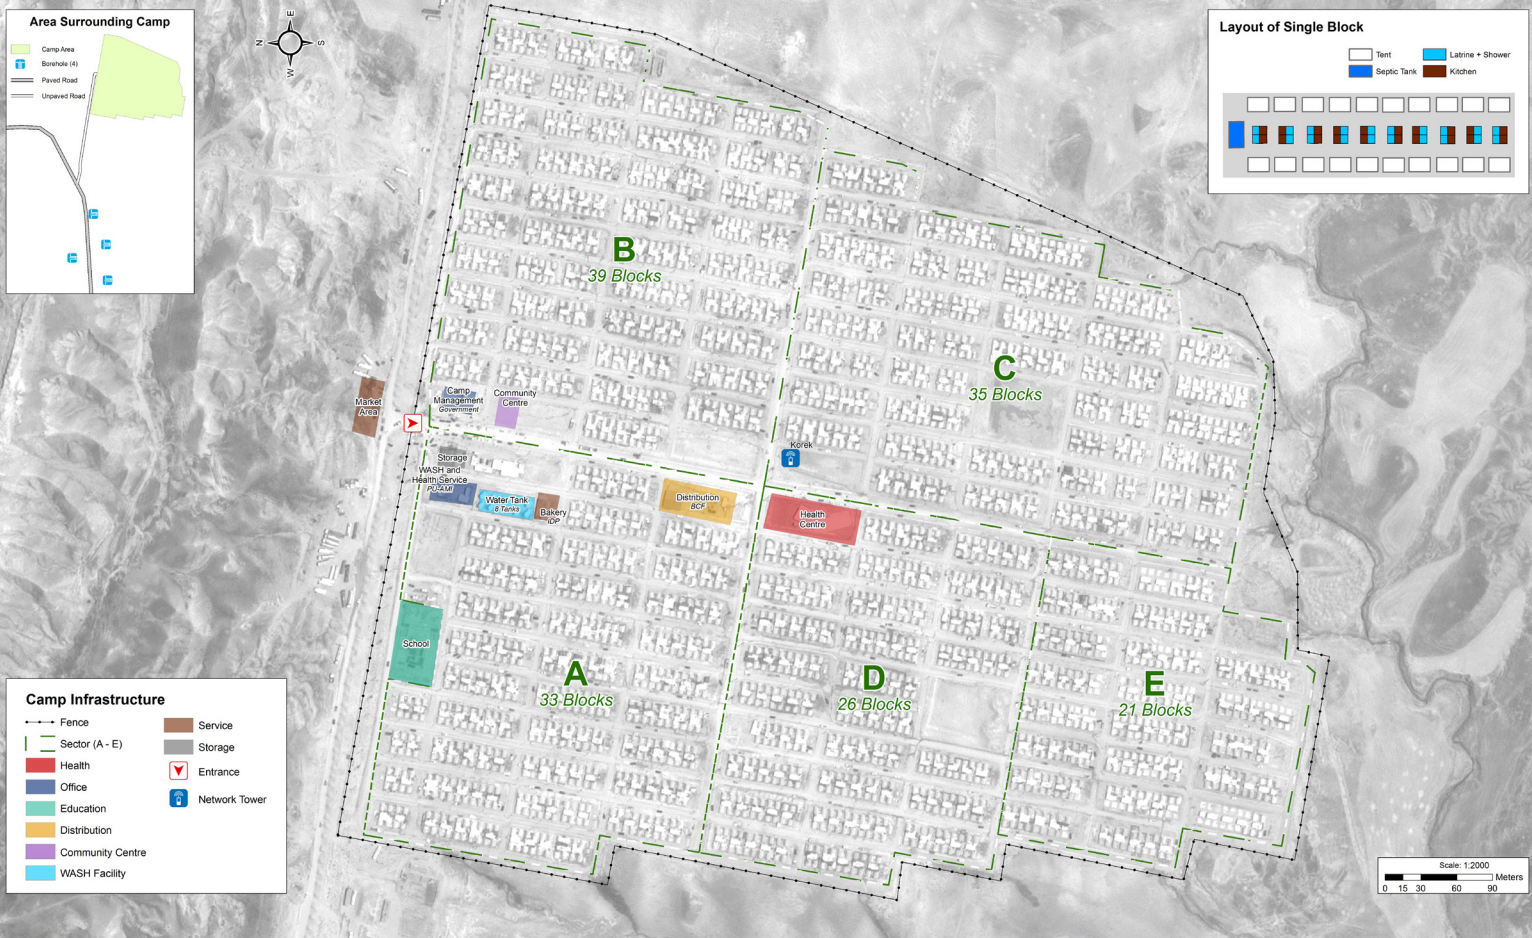 Area Surrounding Camp
Camp Area
Borehole (4)
Paved Road
Unpaved Road
E
N
S
W
Layout of Single Block
Tent
Latrine + Shower
Septic Tank
Kitchen
B
39 Blocks
C
35 Blocks
Market
Area
Camp
Management
Government
Community
Centre
Korek
Storage
WASH and
Health Service
PU-AMI
Water Tank
8 Tanks
Bakery
IDP
Distribution
BCF
Health
Centre
School
A
33 Blocks
D
26 Blocks
E
21 Blocks
Camp Infrastructure
Fence
Sector (A - E)
Health
Office
Education
Distribution
Community Centre
WASH Facility
Service
Storage
Entrance
Network Tower
Scale: 1:2000
Meters
0 15 30 60 90